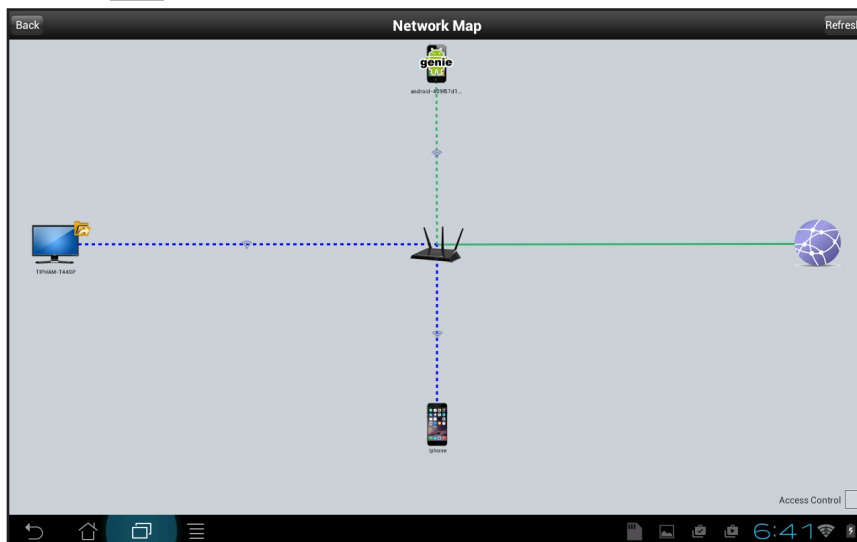 Back
Network Map
Refresh
genie
TIPHAM-T440P
iphone
Access Control
6:41